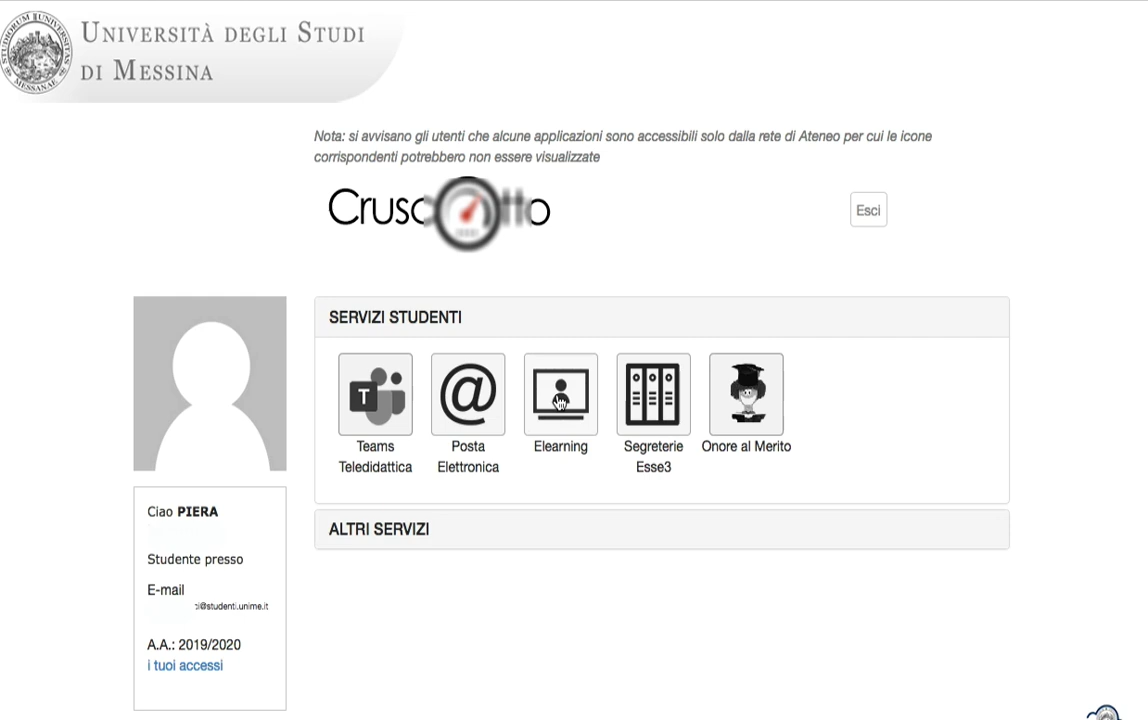 UNIVERSITÀ DEGLI STUDI
DI MESSINA
Nota: si avvisano gli utenti che alcune applicazioni sono accessibili solo dalla rete di Ateneo per cui le icone
corrispondenti potrebbero non essere visualizzate
Cruscotto
Esci
SERVIZI STUDENTI
T
@
Teams
Teledidattica
Posta
Elettronica
Elearning
Segreterie
Esse3
Onore al Merito
ALTRI SERVIZI
Ciao PIERA
Studente presso
E-mail
@studenti.unime.it
A.A.: 2019/2020
i tuoi accessi